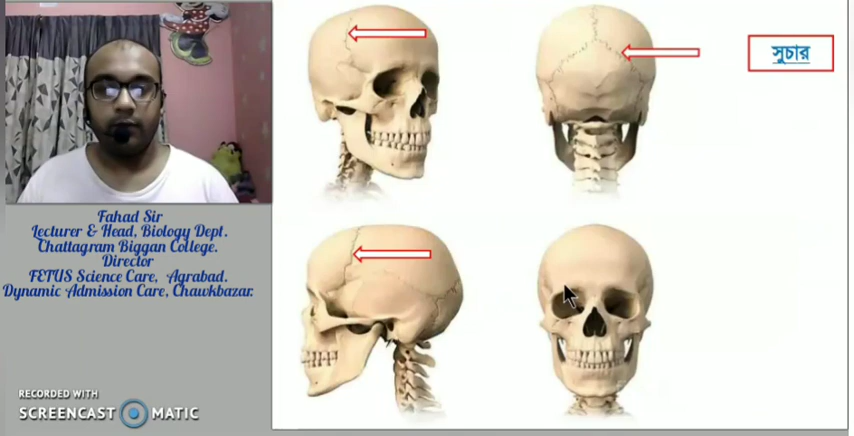 সুচার
Fahad Sir
Lecturer & Head, Biology Dept.
Chattagram Biggan College.
Director
FETUS Science Care, Agrabad.
Dynamic Admission Care, Chawkbazar.
RECORDED WITH
SCREENCAST MATIC